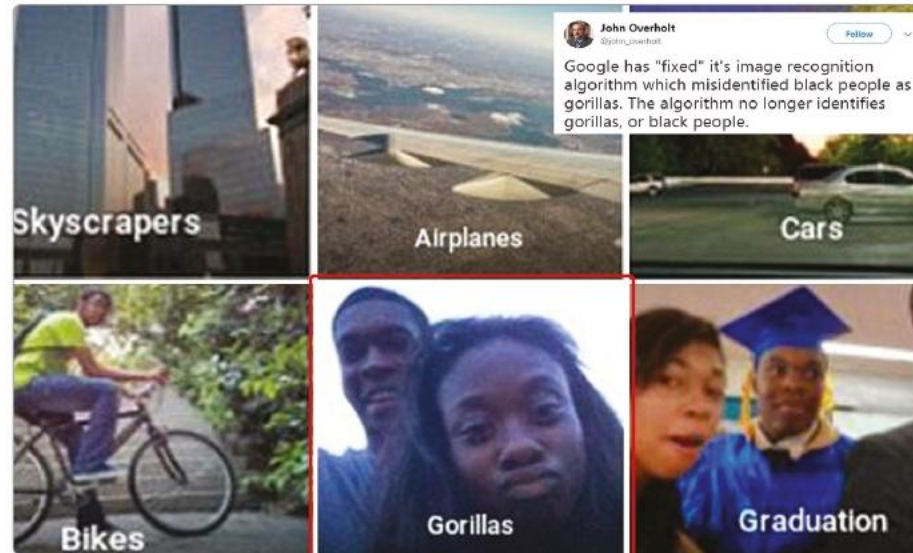 John Overholt
@john_overholt
Follow
Google has "fixed" it's image recognition
algorithm which misidentified black people as
gorillas. The algorithm no longer identifies
gorillas, or black people.
Skyscrapers
Airplanes
Cars
Bikes
Gorillas
Graduation